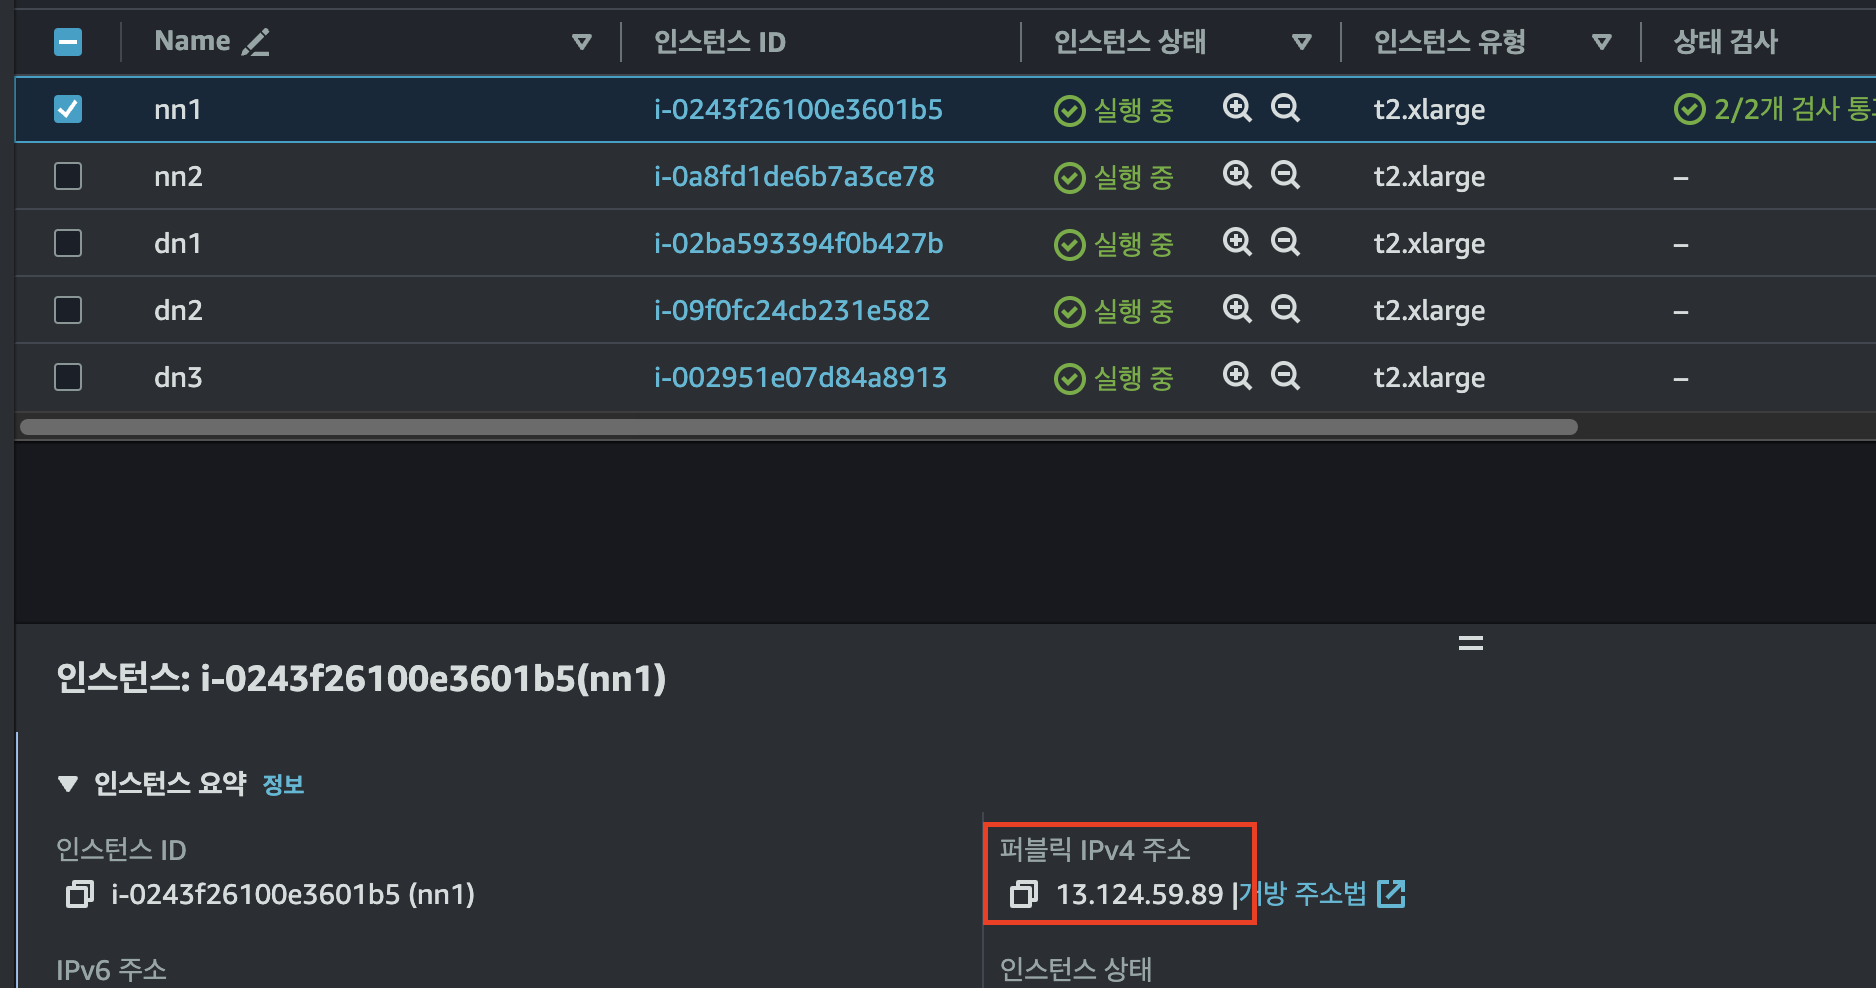 Name 인스턴스 ID 인스턴스 상태 인스턴스 유형 상태 검사
nn1 i-0243f26100e3601b5 실행 중 t2.xlarge 2/2개 검사
nn2 i-0a8fd1de6b7a3ce78 실행 중 t2.xlarge –
dn1 i-02ba593394f0b427b 실행 중 t2.xlarge –
dn2 i-09f0fc24cb231e582 실행 중 t2.xlarge –
dn3 i-002951e07d84a8913 실행 중 t2.xlarge –
인스턴스: i-0243f26100e3601b5(nn1)
인스턴스 요약 정보
인스턴스 ID
i-0243f26100e3601b5 (nn1)
퍼블릭 IPv4 주소
13.124.59.89 | 주소법
IPv6 주소
인스턴스 상태